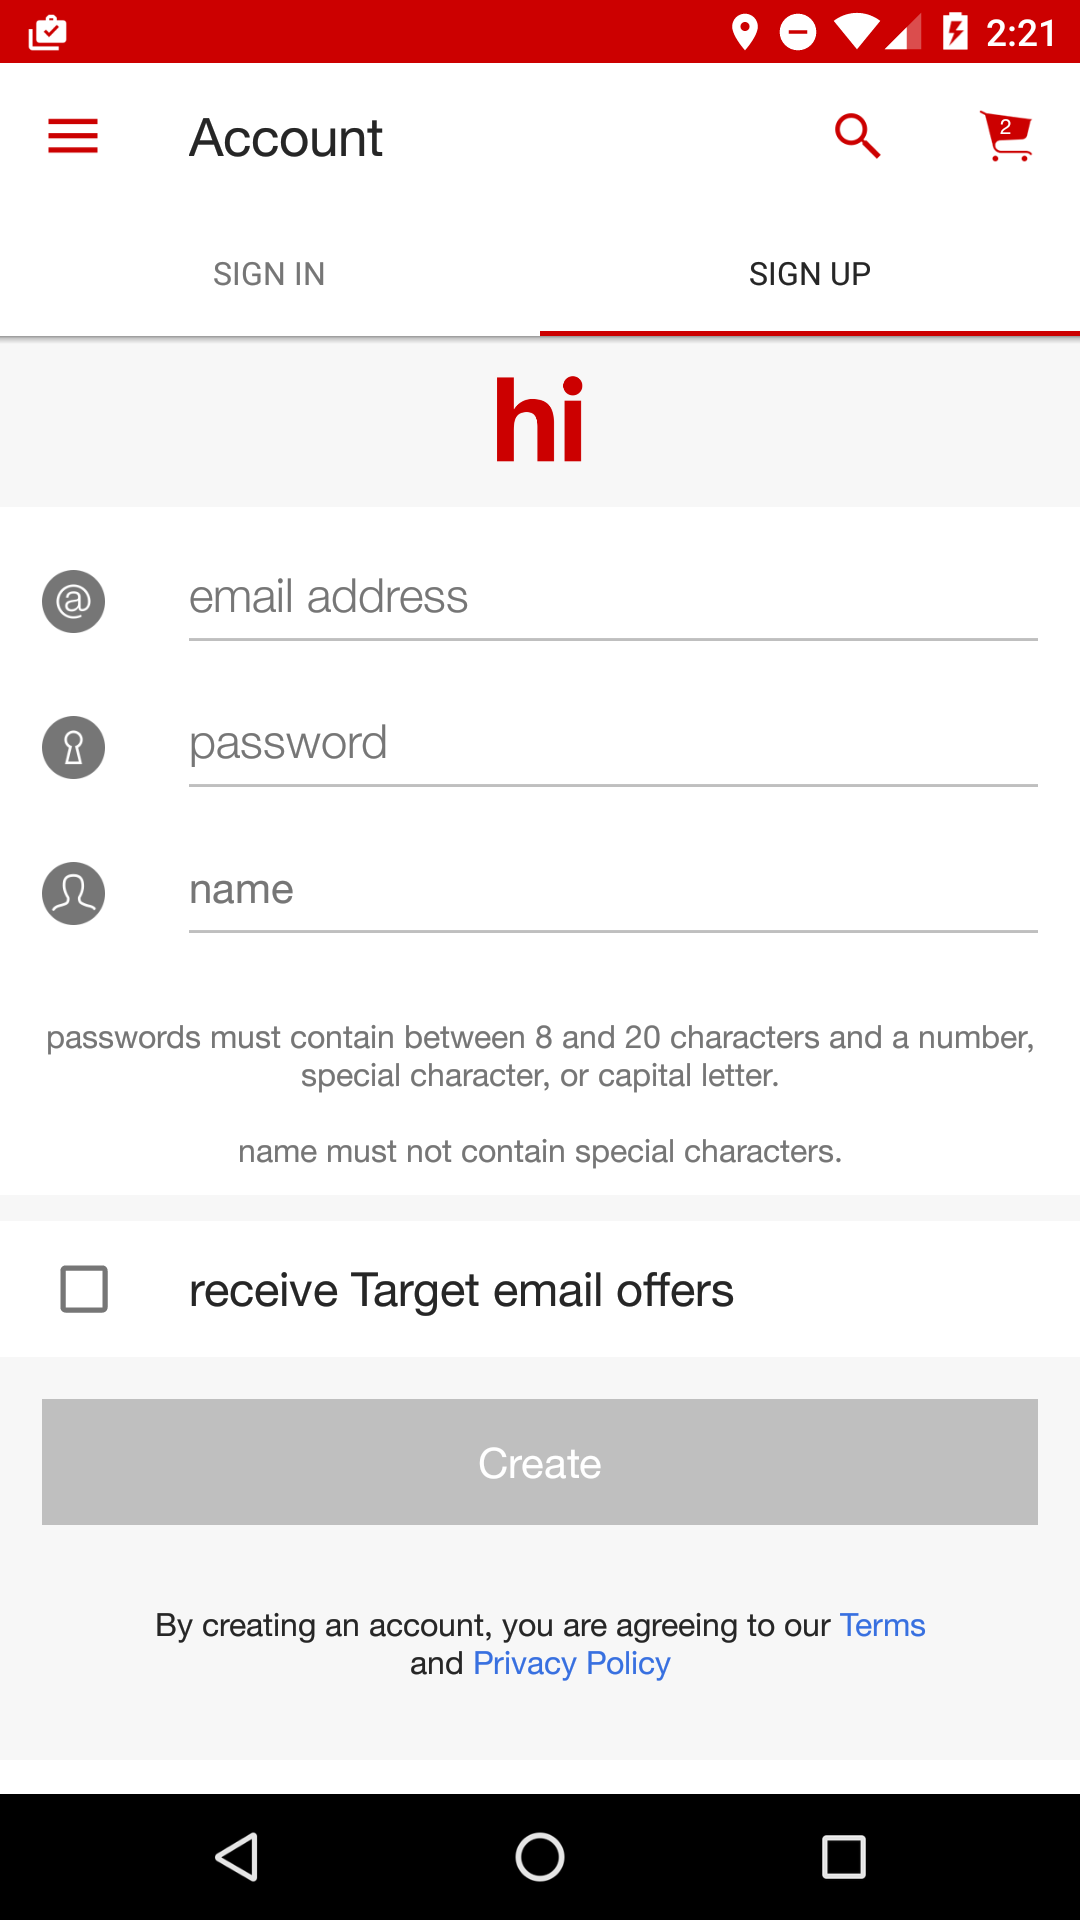 2:21
Account
2
SIGN IN
SIGN UP
hi
@
email address
password
name
passwords must contain between 8 and 20 characters and a number,
special character, or capital letter.
name must not contain special characters.
receive Target email offers
Create
By creating an account, you are agreeing to our Terms
and Privacy Policy